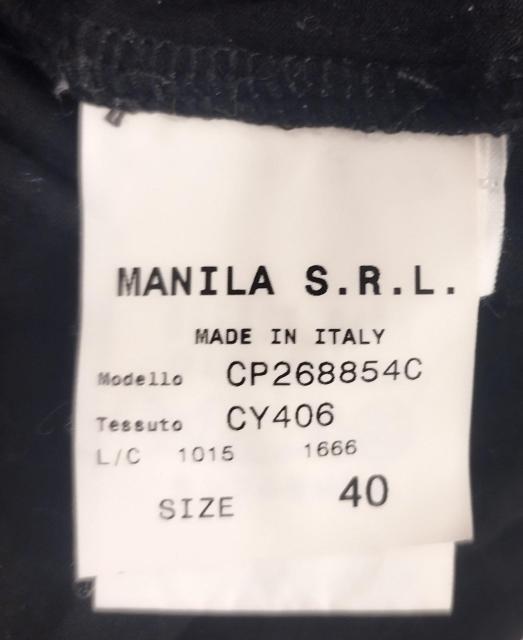 MANILA S.R.L.
MADE IN ITALY
Modello CP268854C
Tessuto CY406
L/C 1015 1666
SIZE 40